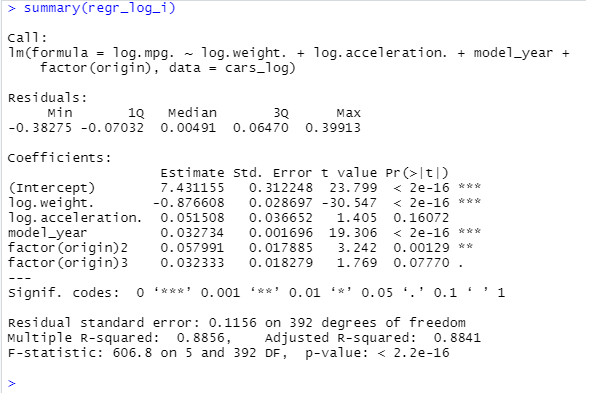 > summary(regr_log_i)
Call:
lm(formula = log.mpg. ~ log.weight. + log.acceleration. + model_year +
    factor(origin), data = cars_log)
Residuals:
     Min       1Q   Median       3Q      Max
-0.38275 -0.07032  0.00491  0.06470  0.39913
Coefficients:
                   Estimate Std. Error t value Pr(>|t|)
(Intercept)        7.431155   0.312248  23.799  < 2e-16 ***
log.weight.       -0.876608   0.028697 -30.547  < 2e-16 ***
log.acceleration.  0.051508   0.036652   1.405  0.16072
model_year         0.032734   0.001696  19.306  < 2e-16 ***
factor(origin)2    0.057991   0.017885   3.242  0.00129 **
factor(origin)3    0.032333   0.018279   1.769  0.07770 .
---
Signif. codes:  0 ‘***’ 0.001 ‘**’ 0.01 ‘*’ 0.05 ‘.’ 0.1 ‘ ’ 1
Residual standard error: 0.1156 on 392 degrees of freedom
Multiple R-squared:  0.8856,    Adjusted R-squared:  0.8841
F-statistic: 606.8 on 5 and 392 DF,  p-value: < 2.2e-16
>